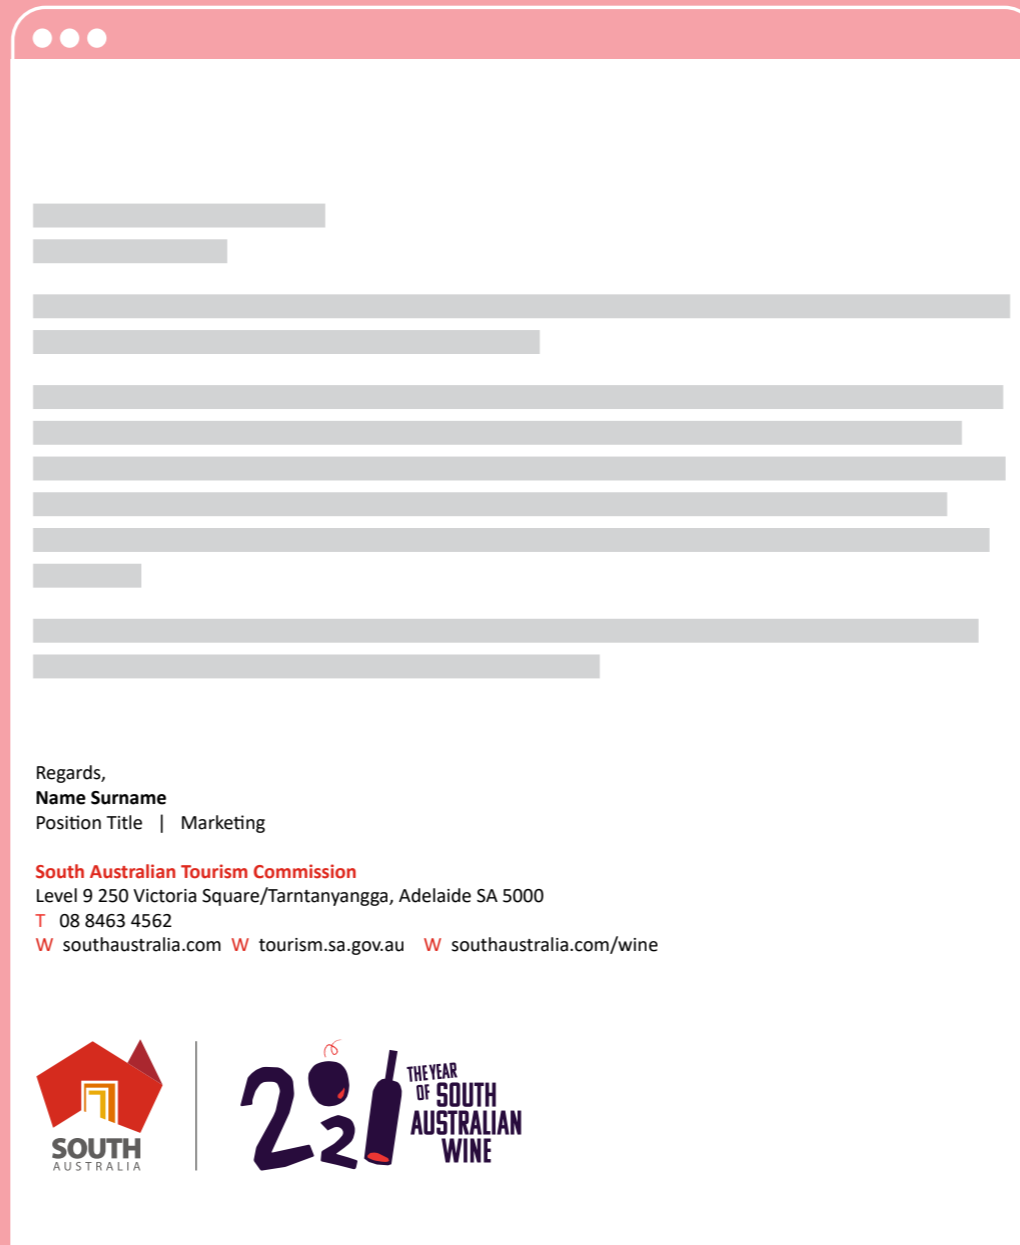 Regards,
Name Surname
Position Title | Marketing
South Australian Tourism Commission
Level 9 250 Victoria Square/Tarntanyangga, Adelaide SA 5000
T 08 8463 4562
W southaustralia.com W tourism.sa.gov.au W southaustralia.com/wine
SOUTH
AUSTRALIA
2021
THE YEAR
OF SOUTH
AUSTRALIAN
WINE